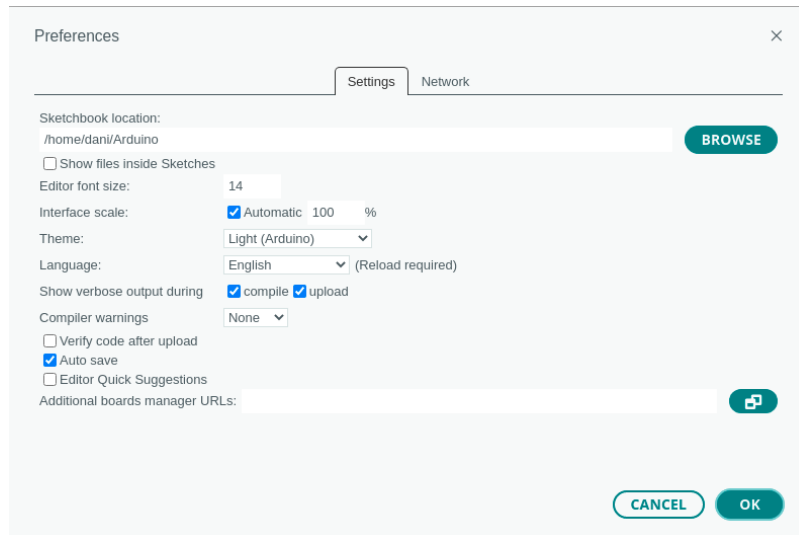 Preferences
Settings Network
Sketchbook location:
/home/dani/Arduino BROWSE
Show files inside Sketches
Editor font size: 14
Interface scale: Automatic 100 %
Theme: Light (Arduino)
Language: English (Reload required)
Show verbose output during compile upload
Compiler warnings None
Verify code after upload
Auto save
Editor Quick Suggestions
Additional boards manager URLs:
CANCEL OK